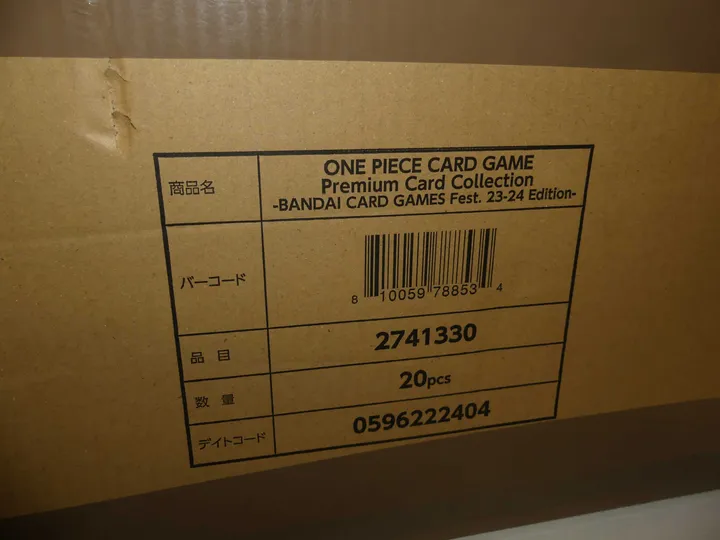 商品名
ONE PIECE CARD GAME
Premium Card Collection
-BANDAI CARD GAMES Fest. 23-24 Edition-
バーコード
8 10059 78853 4
品 目
2741330
数 量
20pcs
デイトコード
0596222404